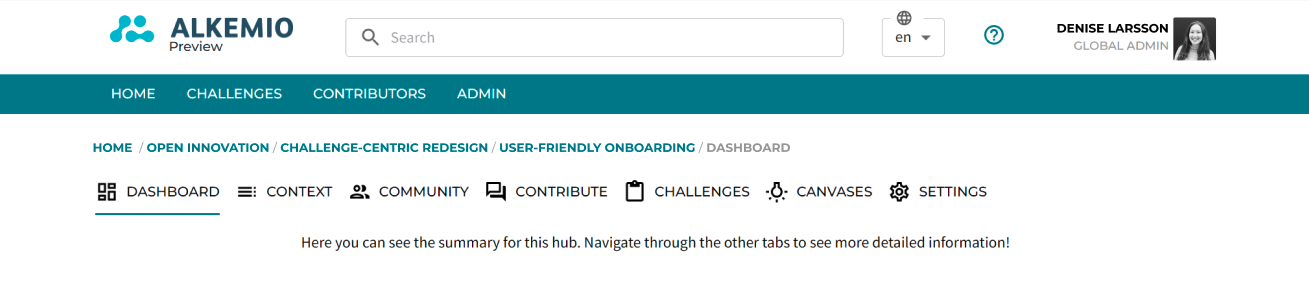 ALKEMIO
Preview
Search
en
DENISE LARSSON
GLOBAL ADMIN
HOME CHALLENGES CONTRIBUTORS ADMIN
HOME / OPEN INNOVATION / CHALLENGE-CENTRIC REDESIGN / USER-FRIENDLY ONBOARDING / DASHBOARD
DASHBOARD CONTEXT COMMUNITY CONTRIBUTE CHALLENGES CANVASES SETTINGS
Here you can see the summary for this hub. Navigate through the other tabs to see more detailed information!